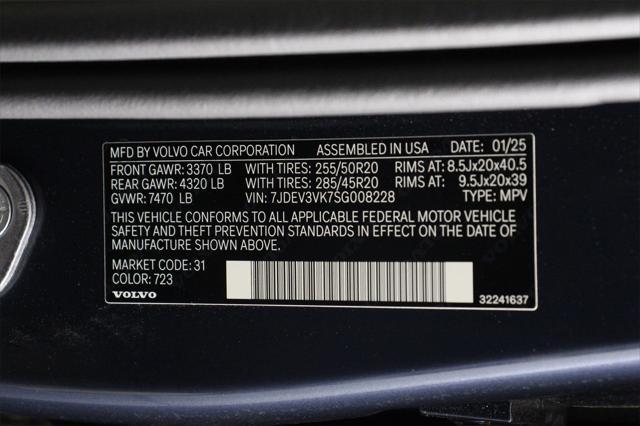 MFD BY VOLVO CAR CORPORATION ASSEMBLED IN USA DATE: 01/25
FRONT GAWR: 3370 LB WITH TIRES: 255/50R20 RIMS AT: 8.5Jx20x40.5
REAR GAWR: 4320 LB WITH TIRES: 285/45R20 9.5Jx20x39
GVWR: 7470 LB VIN: 7JDEV3VK7SG008228 TYPE: MPV
THIS VEHICLE CONFORMS TO ALL APPLICABLE FEDERAL MOTOR VEHICLE
SAFETY AND THEFT PREVENTION STANDARDS IN EFFECT ON THE DATE OF
MANUFACTURE SHOWN ABOVE.
MARKET CODE: 31
COLOR: 723
VOLVO 32241637